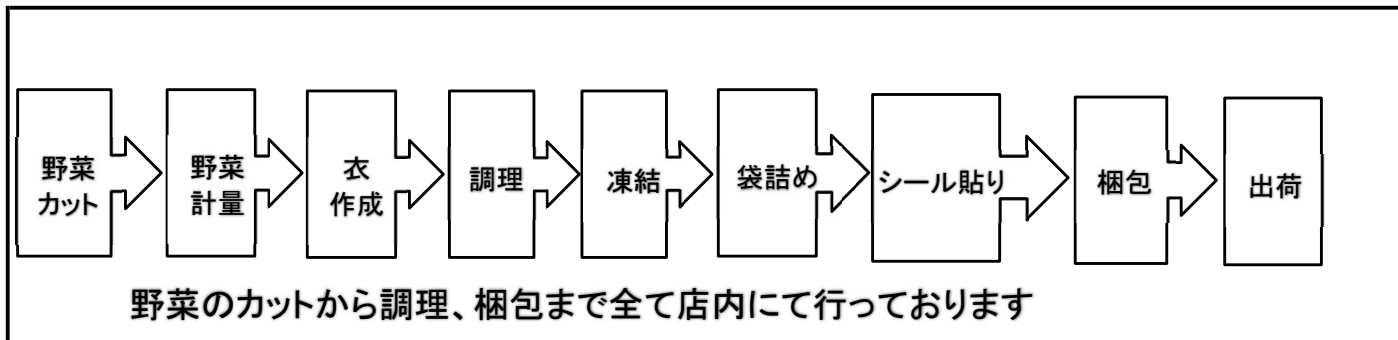 野菜
カット
野菜
計量
衣
作成
調理
凍結
袋詰め
シール貼り
梱包
出荷
野菜のカットから調理、梱包まで全て店内にて行っております